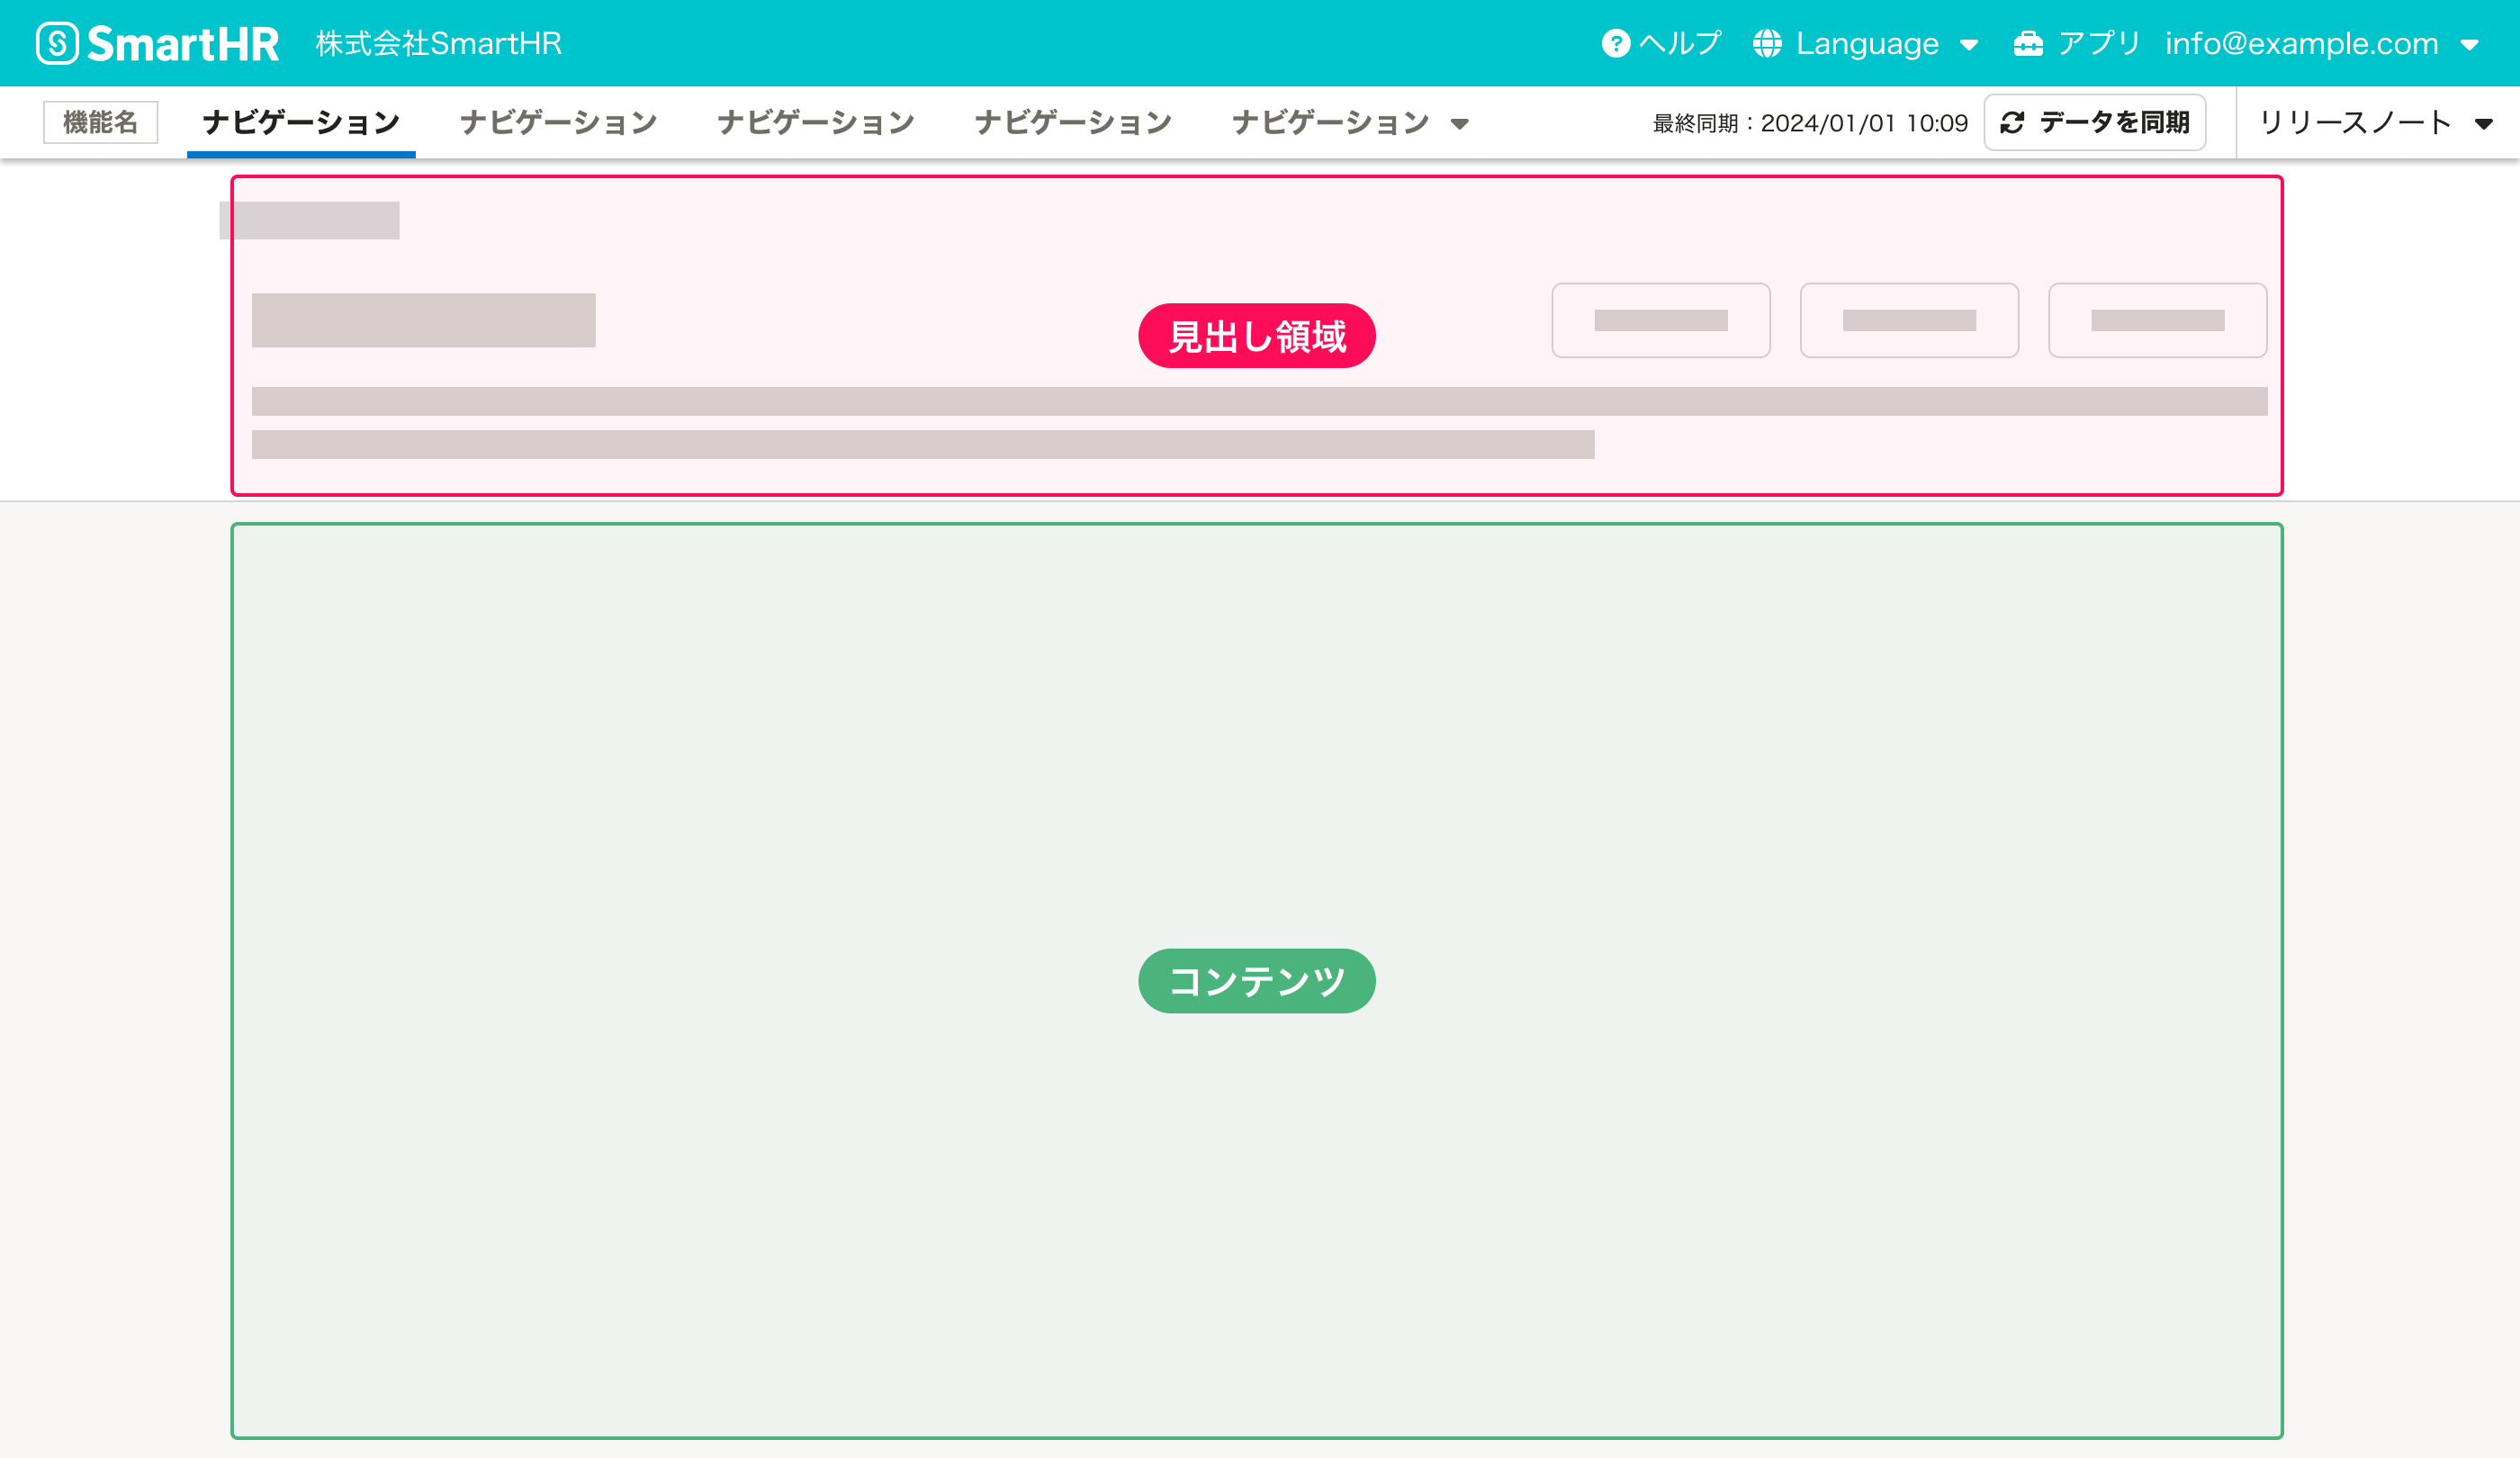 SmartHR 株式会社SmartHR ヘルプ Language アプリ info@example.com
機能名 ナビゲーション ナビゲーション ナビゲーション ナビゲーション ナビゲーション 最終同期：2024/01/01 10:09 データを同期 リリースノート
見出し領域
コンテンツ